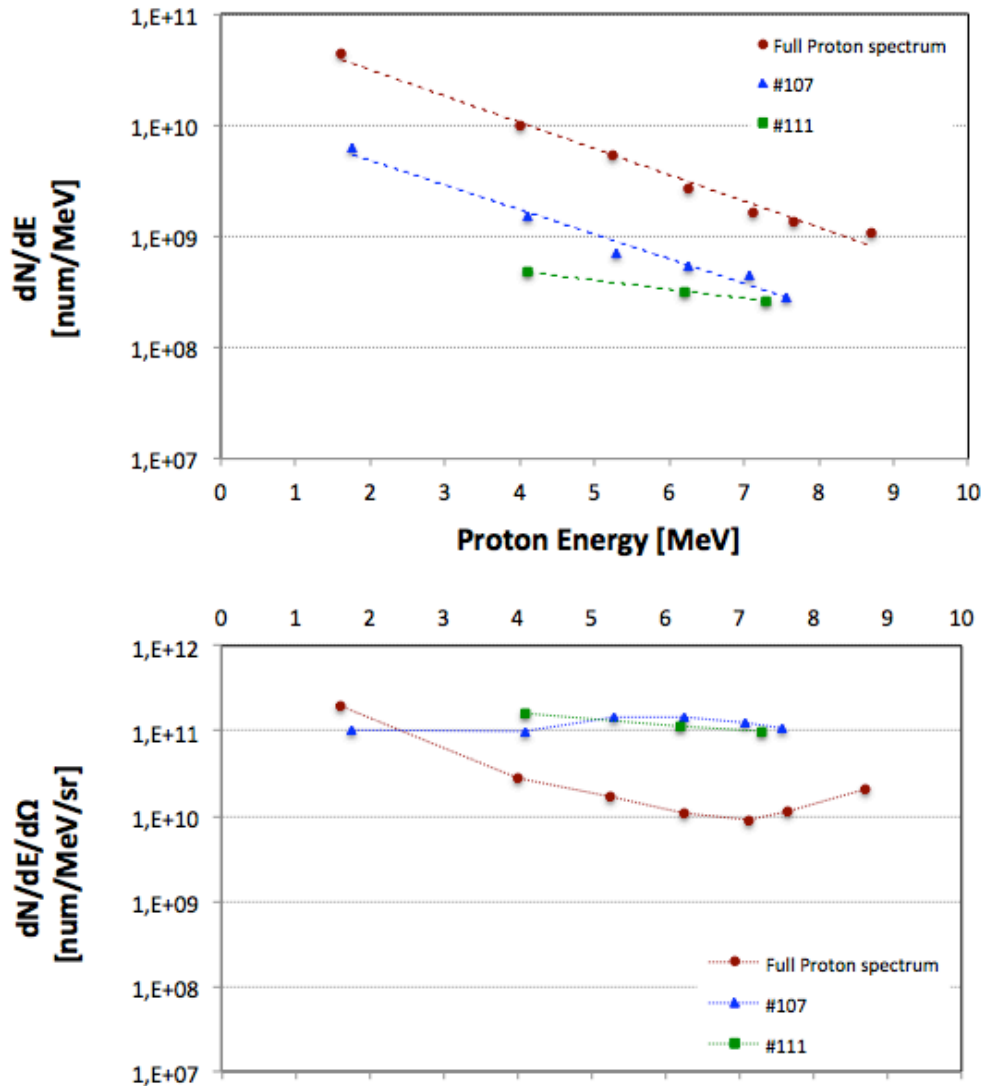 1,E+11
1,E+10
1,E+09
1,E+08
1,E+07
dN/dE
[num/MeV]
Full Proton spectrum
#107
#111
0 1 2 3 4 5 6 7 8 9 10
Proton Energy [MeV]
0 1 2 3 4 5 6 7 8 9 10
1,E+12
1,E+11
1,E+10
1,E+09
1,E+08
1,E+07
dN/dE/dΩ
[num/MeV/sr]
Full Proton spectrum
#107
#111